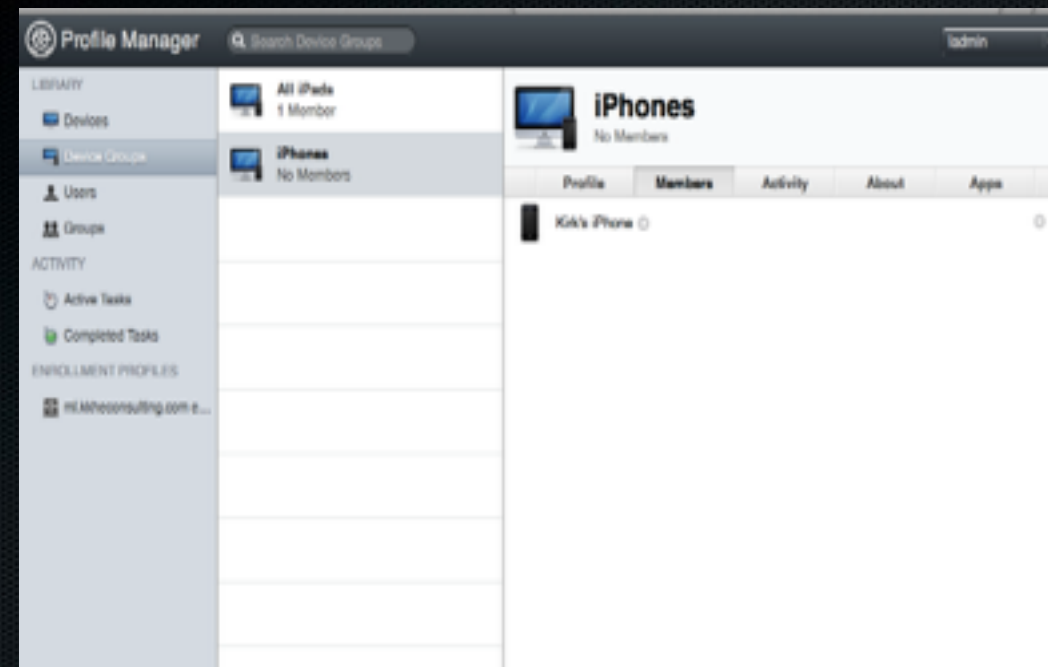 Profile Manager
Search Device Groups
ladmin
LIBRARY
Devices
Device Groups
Users
Groups
ACTIVITY
Active Tasks
Completed Tasks
ENROLLMENT PROFILES
All iPads
1 Member
iPhones
No Members
iPhones
No Members
Profile Members Activity About Apps
Kirk's iPhone